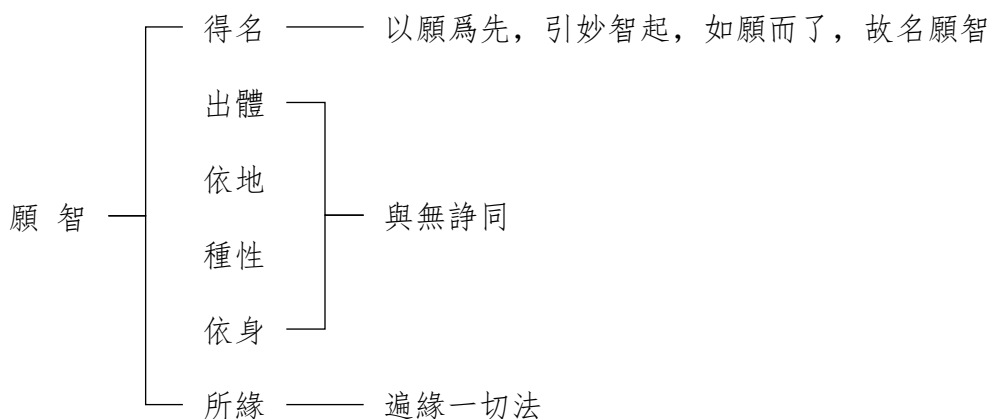 得名 以願爲先，引妙智起，如願而了，故名願智
出體
依地
願智 與無諍同
種性
依身
所緣 遍緣一切法